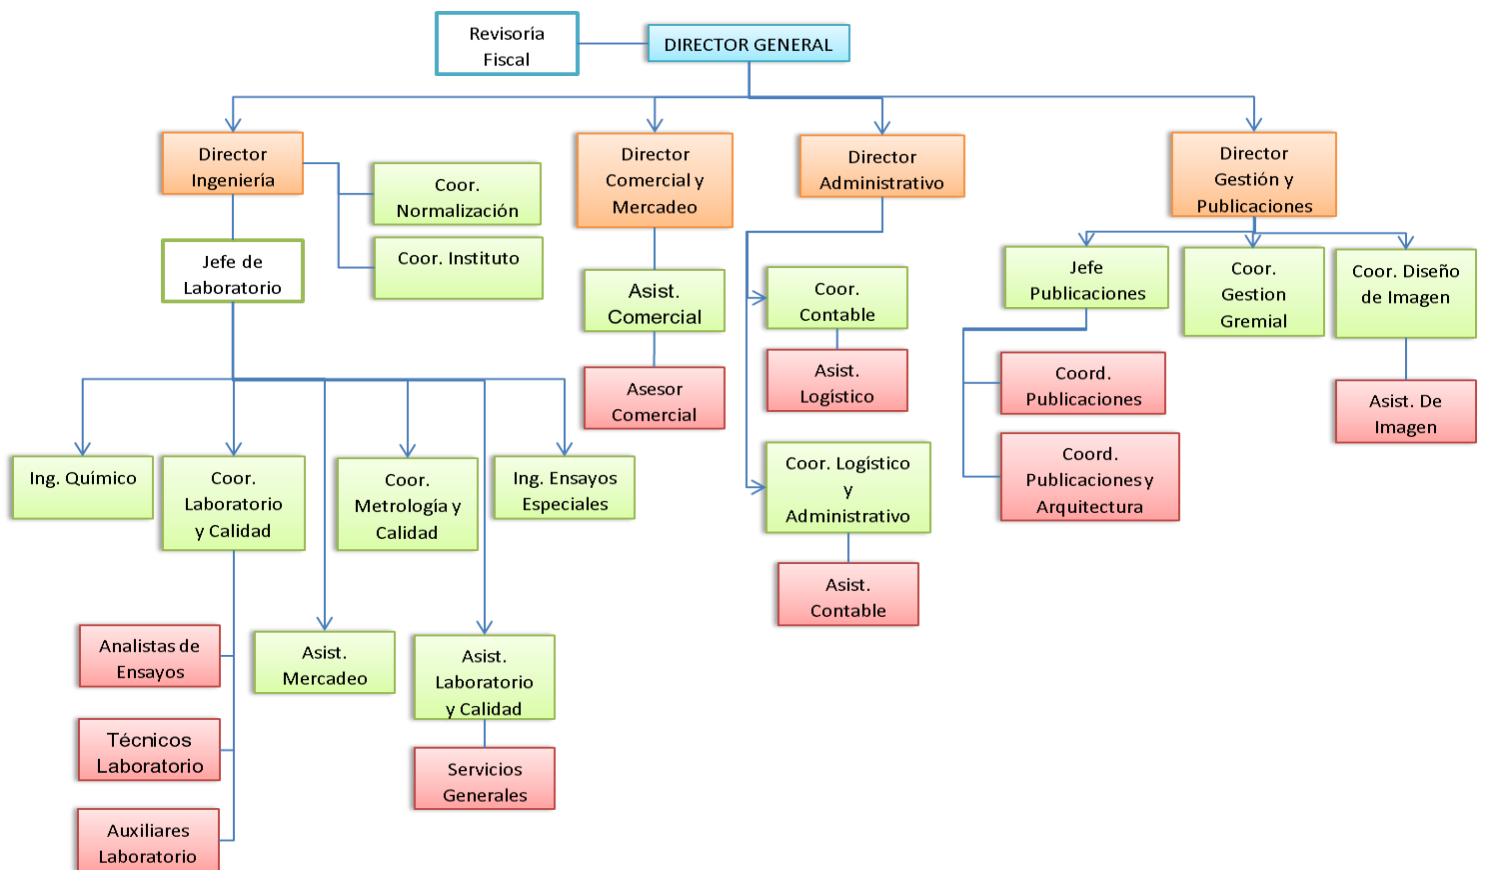 Revisoría
Fiscal
DIRECTOR GENERAL
Director
Ingeniería
Director
Comercial y
Mercadeo
Director
Administrativo
Director
Gestión y
Publicaciones
Coor.
Normalización
Coor. Instituto
Jefe de
Laboratorio
Asist.
Comercial
Asesor
Comercial
Coor.
Contable
Asist.
Logístico
Coor. Logístico
y
Administrativo
Asist.
Contable
Jefe
Publicaciones
Coor.
Gestion
Gremial
Coor. Diseño
de Imagen
Coord.
Publicaciones
Coord.
Publicaciones y
Arquitectura
Asist. De
Imagen
Ing. Químico
Coor.
Laboratorio
y Calidad
Coor.
Metrología y
Calidad
Ing. Ensayos
Especiales
Analistas de
Ensayos
Técnicos
Laboratorio
Auxiliares
Laboratorio
Asist.
Mercadeo
Asist.
Laboratorio
y Calidad
Servicios
Generales